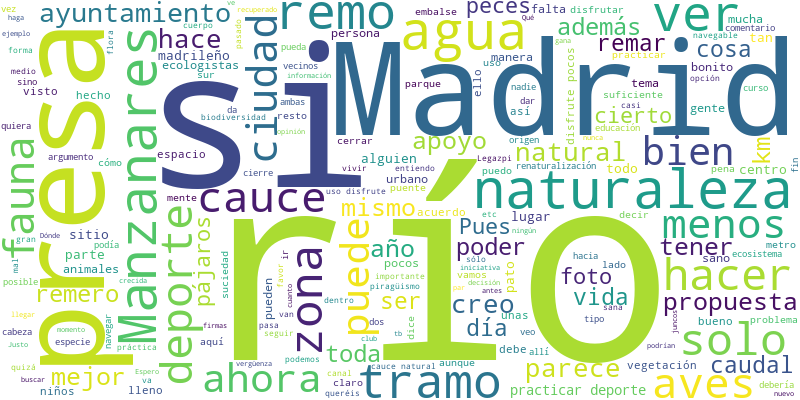 vez
haga
ejemplo
forma
ayuntamiento
cuerpo
recuperado
ve
remo
peces
embalse
Qué
disfrutar
ver
mucha
comentario
navegable
tan
hace
madrileño
pasado
pueda
persona
agua
falta
además
remar
cosa
gana
practicar
bonito
opción
ecologistas
sur
vecinos
información
si
Madrid
manera
uso
ello
nadie
dar
así
disfrute pocos
tema
suficiente
casi
gente
curso
medio
sino
visto
hecho
quiera
presa
Manzanares
fauna
argumento
cómo
ciudad
da
biodiversidad
ambas
resto
opinión
parque
cerrar
espacio
cierre
apoyo
origen
cierto
educación
nunca
bien
km
alguien
vivir
entiendo
urbano
Legazpi
natural
renaturalización
puedo
todo
pena
centro
fin
mente
cauce
uso disfrute
puente
naturaleza
menos
mismo
acuerdo
etc
ningún
lugar
decir
río
gran
Dónde
sitio
podía
parte
animales
mal
posible
crecida
deporte
pájaros
suciedad
zona
puede
año
pocos
Pues
poder
creo
día
sólo
iniciativa
hacia
lado
foto
tipo
vida
sana
tener
metro
sano
ecosistema
hacer
propuesta
remero
llegar
navegar
pueden
favor
cuanto
ir
van
importante
piragüismo
ser
vamos
decisión
par
antes
pato
unas
juncos
bueno
problema
podrían
cabeza
momento
Justo
especie
práctica
firmas
aquí
pasa
seguir
dentro
dos
club
tb
dice
veo
debe
allí
solo
mejor
quizá
buscar
niños
Espero
va
lleno
ahora
vergüenza
podemos
toda
canal
claro
queréis
cauce natural
aunque
tramo
parece
practicar deporte
vegetación
caudal
aves
debería
nuevo
flora